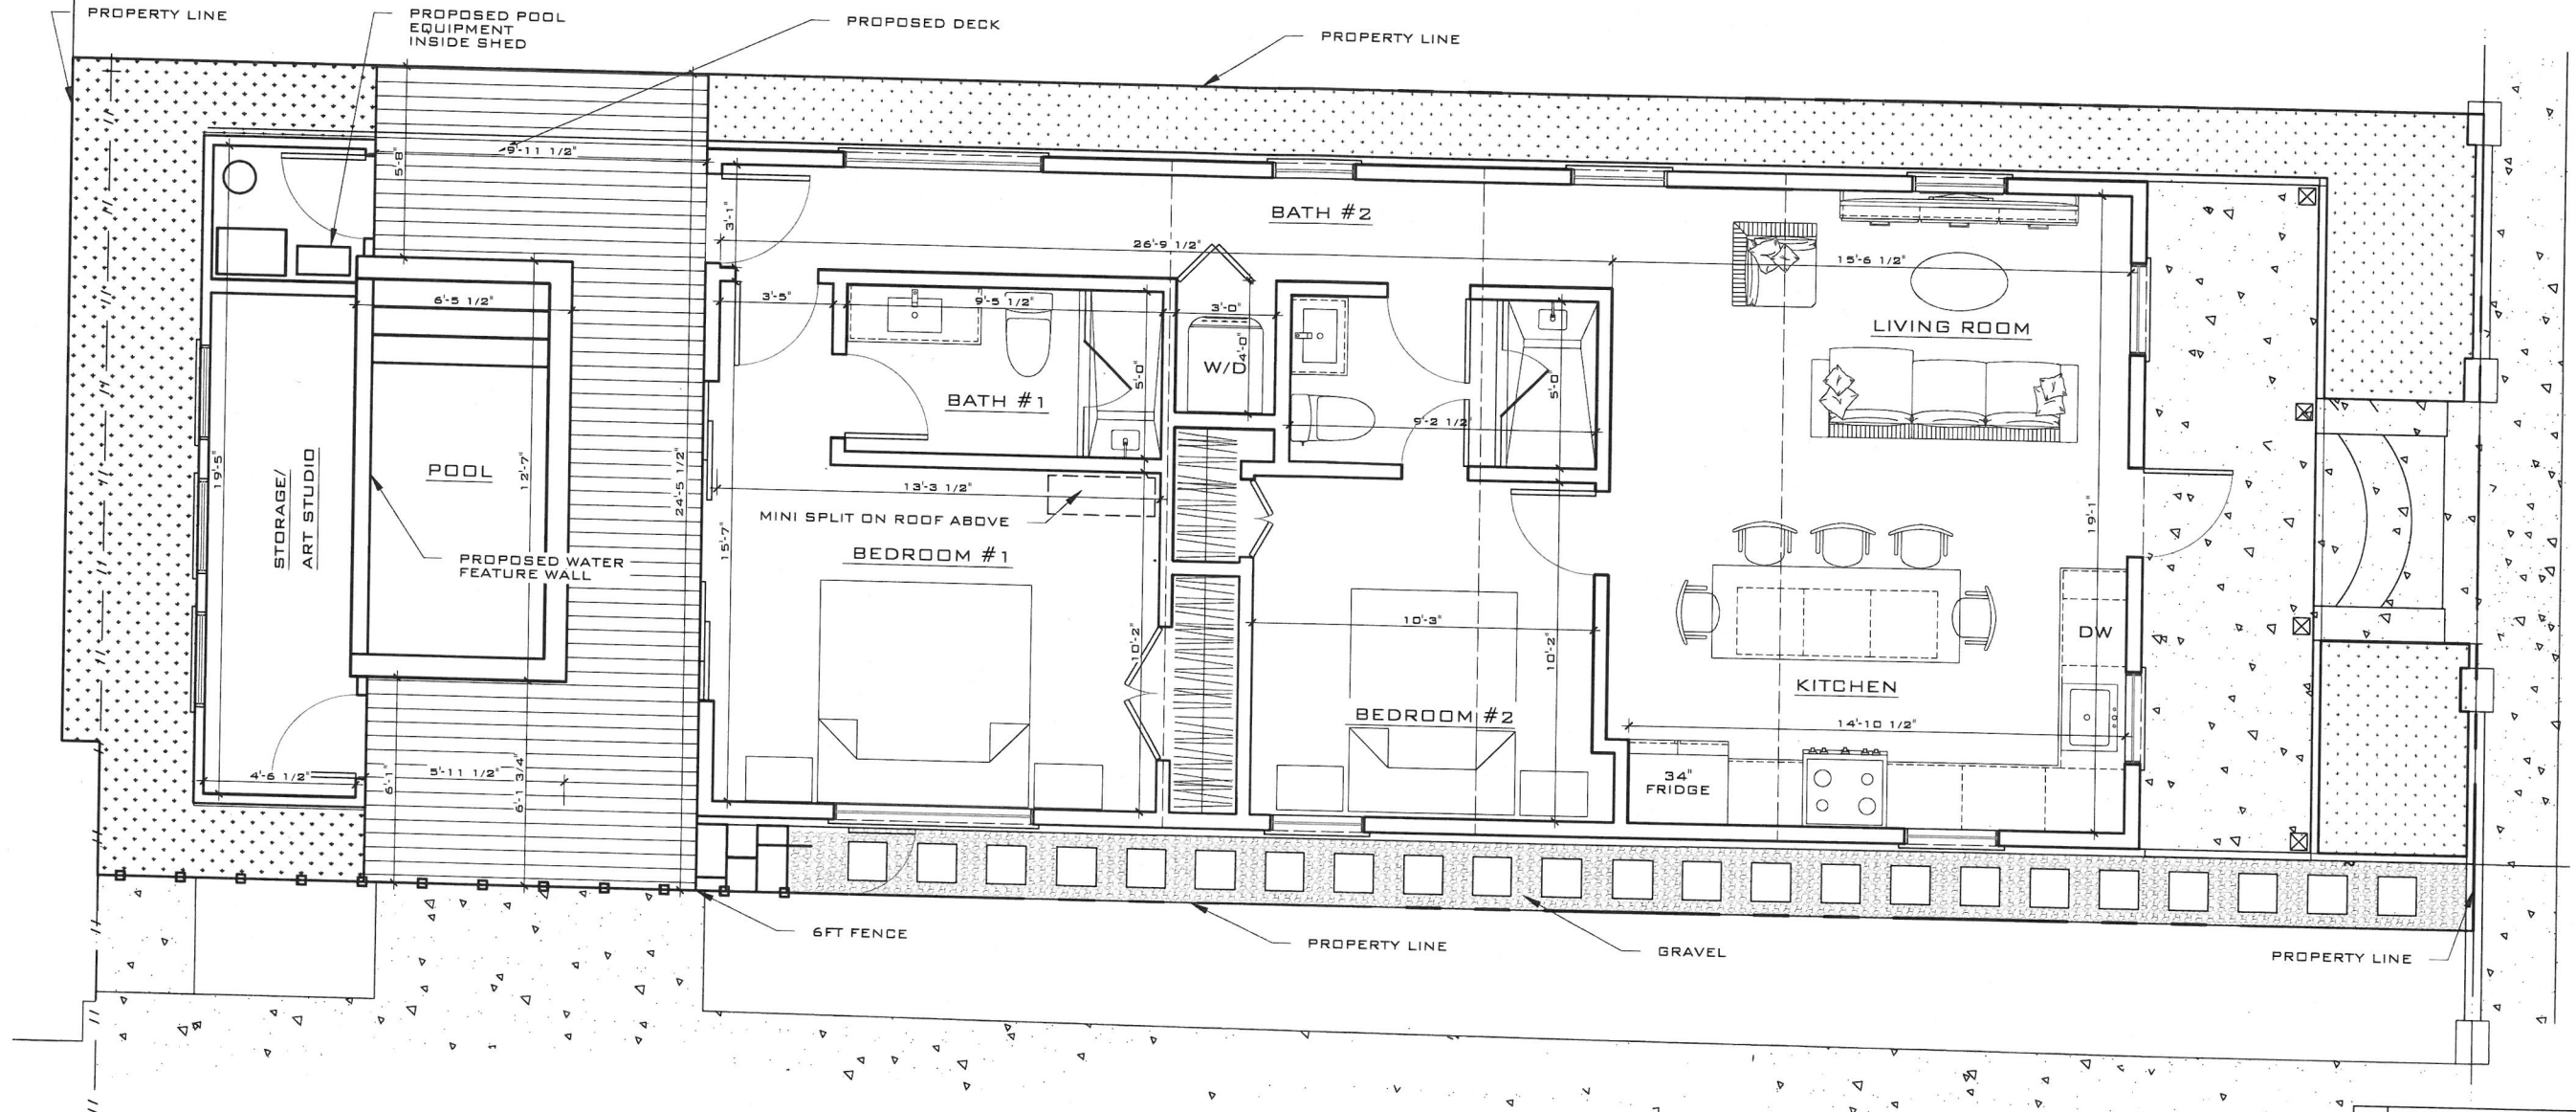 PROPERTY LINE
PROPOSED POOL
EQUIPMENT
INSIDE SHED
PROPOSED DECK
PROPERTY LINE
9'-11 1/2"
5'-8"
3'-1"
BATH #2
26'-9 1/2"
15'-6 1/2"
6'-5 1/2"
3'-5"
9'-5 1/2"
3'-0"
4'-0"
W/D
5'-0"
5'-0
LIVING ROOM
BATH #1
9'-2 1/2"
19'-5"
STORAGE/
ART STUDIO
POOL
12'-7"
24'-5 1/2"
13'-3 1/2"
MINI SPLIT ON ROOF ABOVE
15'-7"
BEDROOM #1
19'-1"
PROPOSED WATER
FEATURE WALL
10'-2"
10'-3"
10'-2"
DW
KITCHEN
BEDROOM #2
14'-10 1/2"
4'-6 1/2"
6'-1"
5'-11 1/2"
6'-1 3/4"
34"
FRIDGE
6FT FENCE
PROPERTY LINE
GRAVEL
PROPERTY LINE